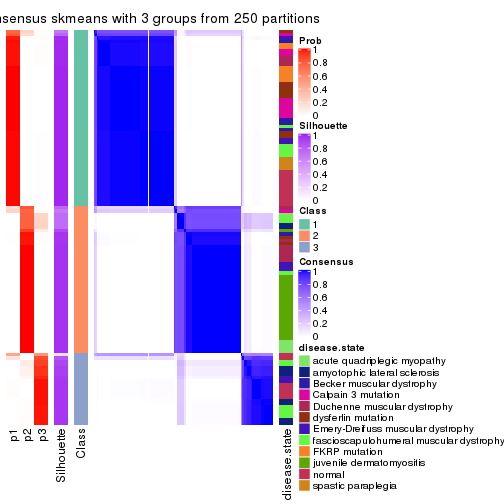 nsensus skmeans with 3 groups from 250 partitions
Prob
1
0.8
0.6
0.4
0.2
0
Silhouette
1
0.8
0.6
0.4
0.2
0
Class
1
2
3
Consensus
1
0.8
0.6
0.4
0.2
0
disease.state
acute quadriplegic myopathy
amyotophic lateral sclerosis
Becker muscular dystrophy
Calpain 3 mutation
Duchenne muscular dystrophy
dysferlin mutation
Emery-Dreifuss muscular dystrophy
fascioscapulohumeral muscular dystrophy
FKRP mutation
juvenile dermatomyositis
normal
spastic paraplegia
p1
p2
p3
Silhouette
Class
disease.state